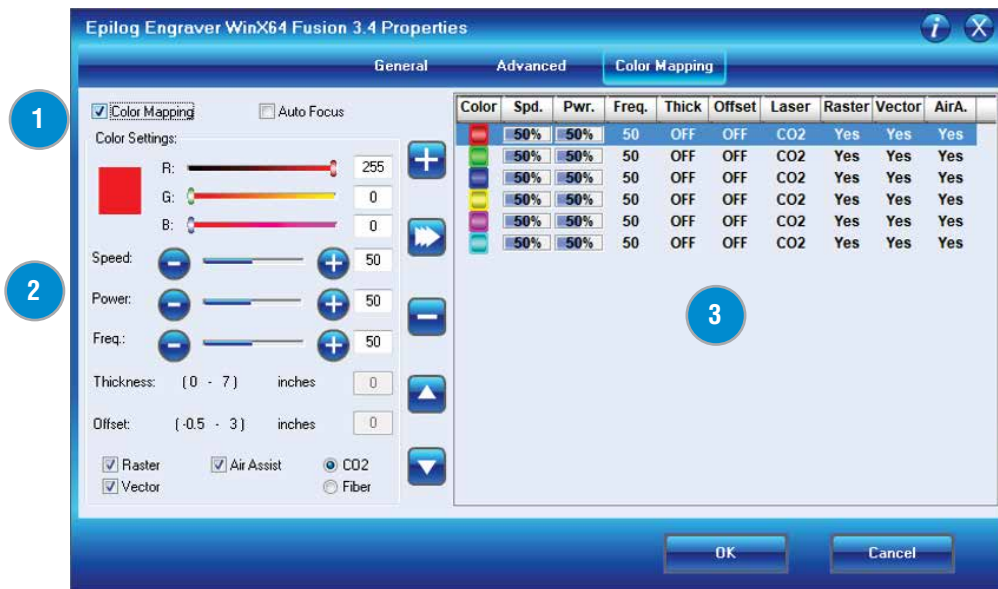 Epilog Engraver WinX64 Fusion 3.4 Properties
i X
General Advanced Color Mapping
1
Color Mapping Auto Focus
Color Settings:
R: 255
G: 0
B: 0
2
Speed: 50
Power: 50
Freq.: 50
Thickness: ( 0 - 7 ) inches 0
Offset: ( -0.5 - 3 ) inches 0
Raster Air Assist CO2
Vector Fiber
Color Spd. Pwr. Freq. Thick Offset Laser Raster Vector AirA.
50% 50% 50 OFF OFF CO2 Yes Yes Yes
50% 50% 50 OFF OFF CO2 Yes Yes Yes
50% 50% 50 OFF OFF CO2 Yes Yes Yes
50% 50% 50 OFF OFF CO2 Yes Yes Yes
50% 50% 50 OFF OFF CO2 Yes Yes Yes
50% 50% 50 OFF OFF CO2 Yes Yes Yes
3
OK Cancel